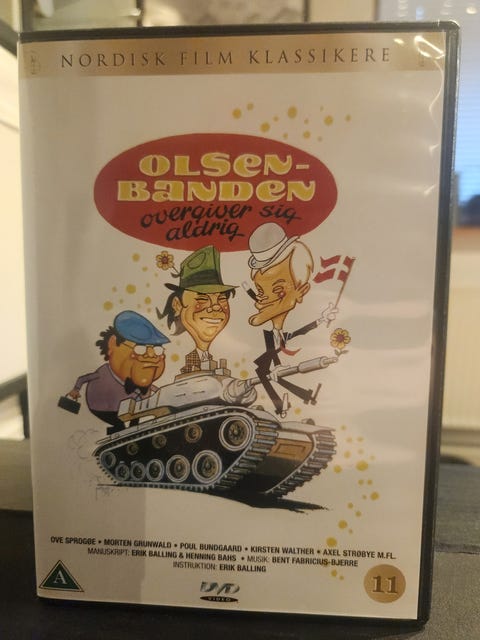 NORDISK FILM KLASSIKERE
OLSEN-
BANDEN
overgiver sig
aldrig
OVE SPROGØE • MORTEN GRUNWALD • POUL BUNDGAARD • KIRSTEN WALTHER • AXEL STRØBYE M.FL.
MANUSKRIPT: ERIK BALLING & HENNING BAHS • MUSIK: BENT FABRICIUS-BJERRE
INSTRUKTION: ERIK BALLING
A
DVD
VIDEO
11